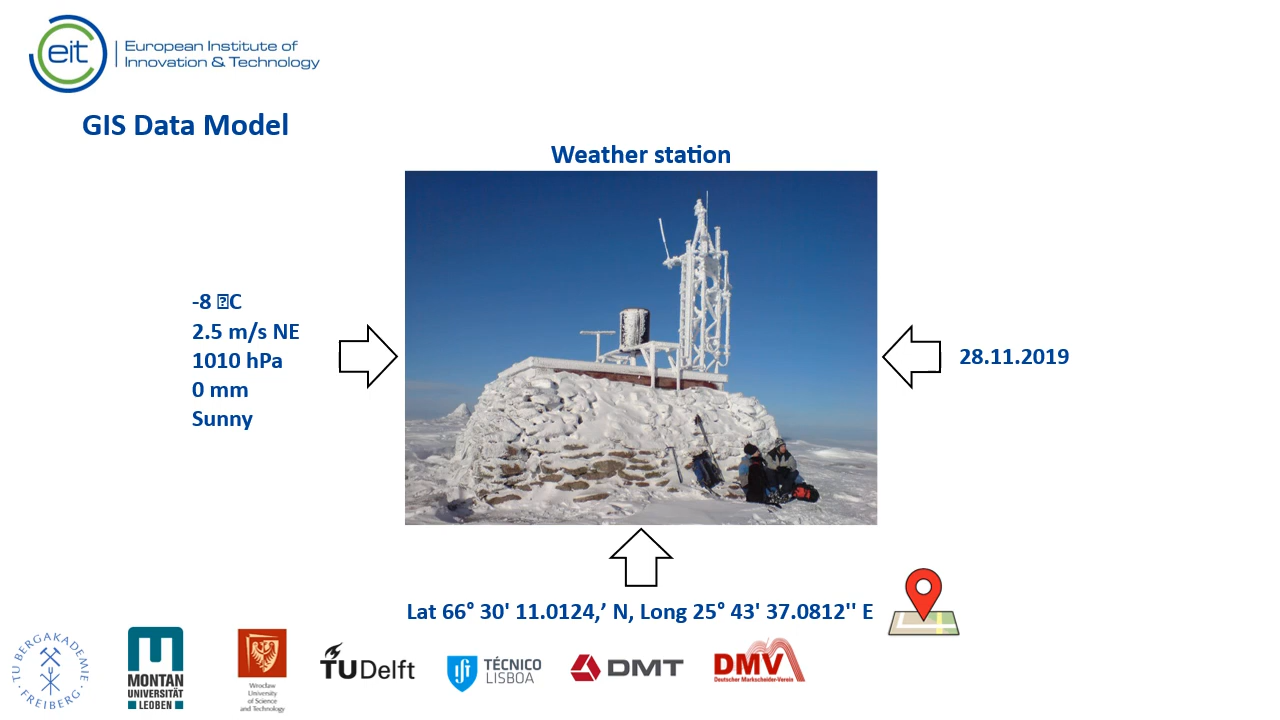 eit
European Institute of
Innovation & Technology
GIS Data Model
Weather station
-8 �C
2.5 m/s NE
1010 hPa
0 mm
Sunny
28.11.2019
Lat 66° 30' 11.0124,’ N, Long 25° 43' 37.0812'' E
TU BERGAKADEMIE
FREIBERG
MONTAN
UNIVERSITÄT
LEOBEN
Wrocław
University
of Science
and Technology
TUDelft
TÉCNICO
LISBOA
DMT
DMV
Deutscher Markscheider-Verein